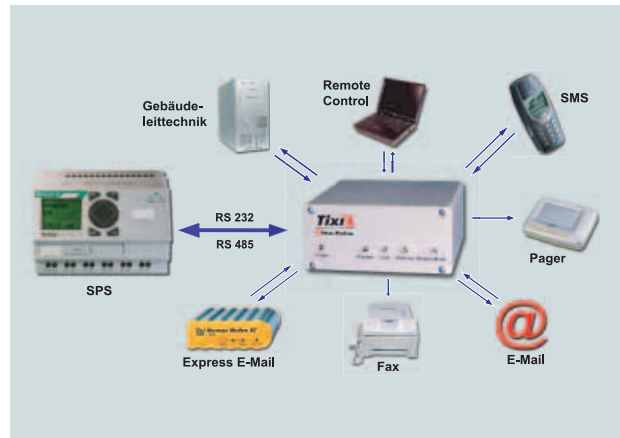 Gebäude-
leittechnik
Remote
Control
SMS
RS 232
RS 485
Tixi
SPS
Pager
Express E-Mail
Fax
@
E-Mail